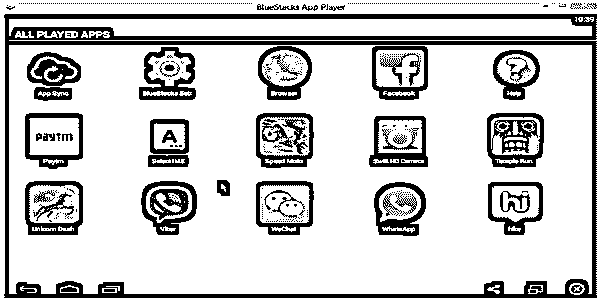 BlueStacks App Player
10:39
ALL PLAYED APPS
App Sync
BlueStacks Set
Browser
Facebook
Help
paytm
Paytm
A
Select IME
Speed Moto
Swift HD Camera
Temple Run
Unicorn Dash
Viber
WeChat
WhatsApp
hi
hike